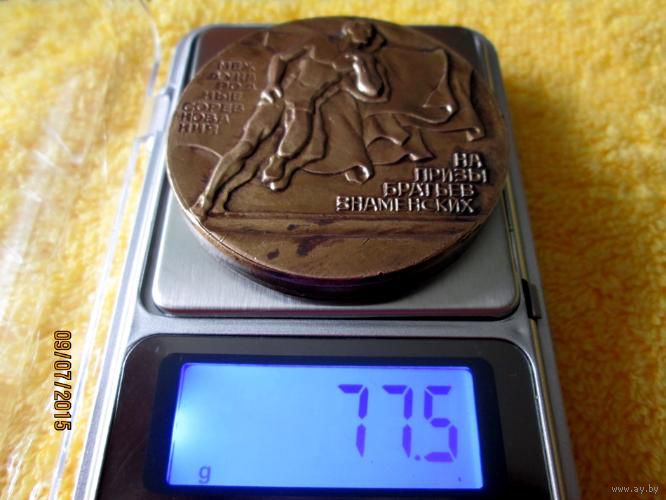 МЕЖ
ДУНА
РОД
НЫЕ
СОРЕВ
НОВА
НИЯ
НА
ПРИЗЫ
БРАТЬЕВ
ЗНАМЕНСКИХ
77.5
g
09/07/2015
www.ay.by